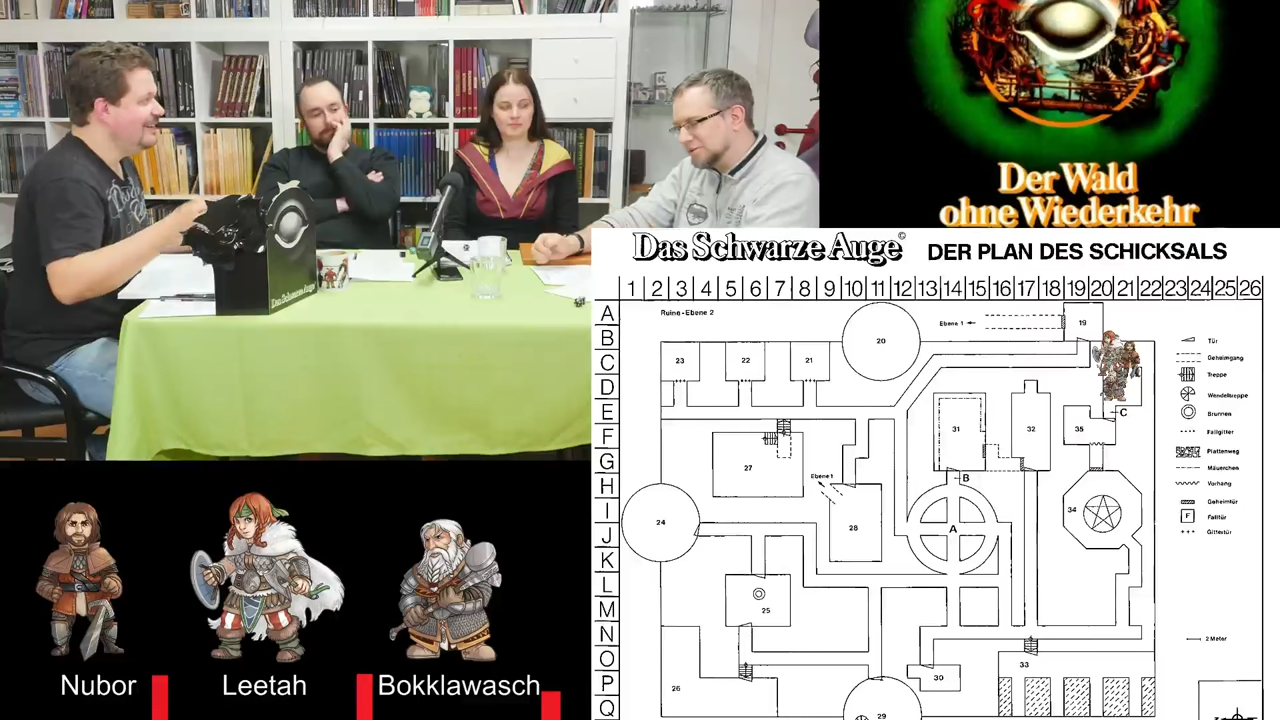 Der Wald
ohne Wiederkehr
Das Schwarze Auge
Das Schwarze Auge© DER PLAN DES SCHICKSALS
1 2 3 4 5 6 7 8 9 10 11 12 13 14 15 16 17 18 19 20 21 22 23 24 25 26
A
B
C
D
E
F
G
H
I
J
K
L
M
N
O
P
Q
Ruine - Ebene 2
Ebene 1
19
20
23
22
21
C
31
32
35
27
Ebene 1
B
24
28
A
34
25
26
30
33
29
Tür
Geheimgang
Treppe
Wendeltreppe
Brunnen
Fallgitter
Plattenweg
Mäuerchen
Vorhang
Geheimtür
F Falltür
Gittertür
2 Meter
Nubor
Leetah
Bokklawasch